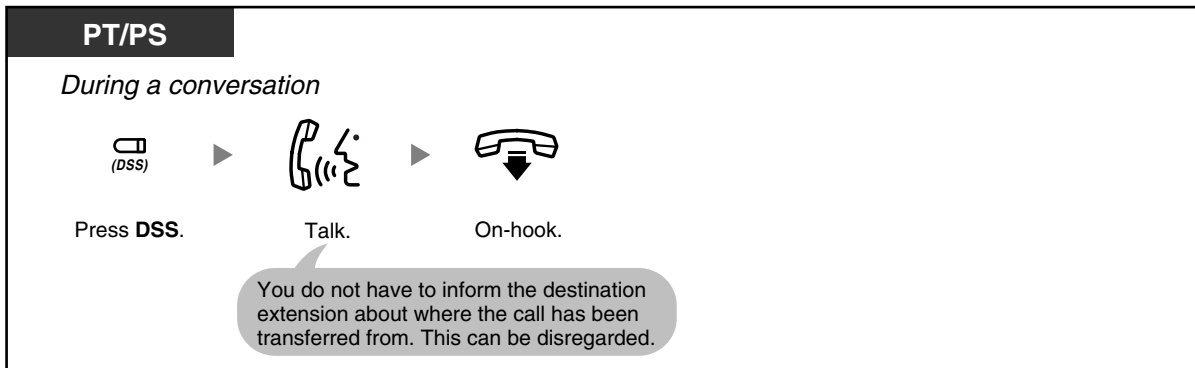 PT/PS
During a conversation
(DSS)
Press DSS.
Talk.
On-hook.
You do not have to inform the destination
extension about where the call has been
transferred from. This can be disregarded.